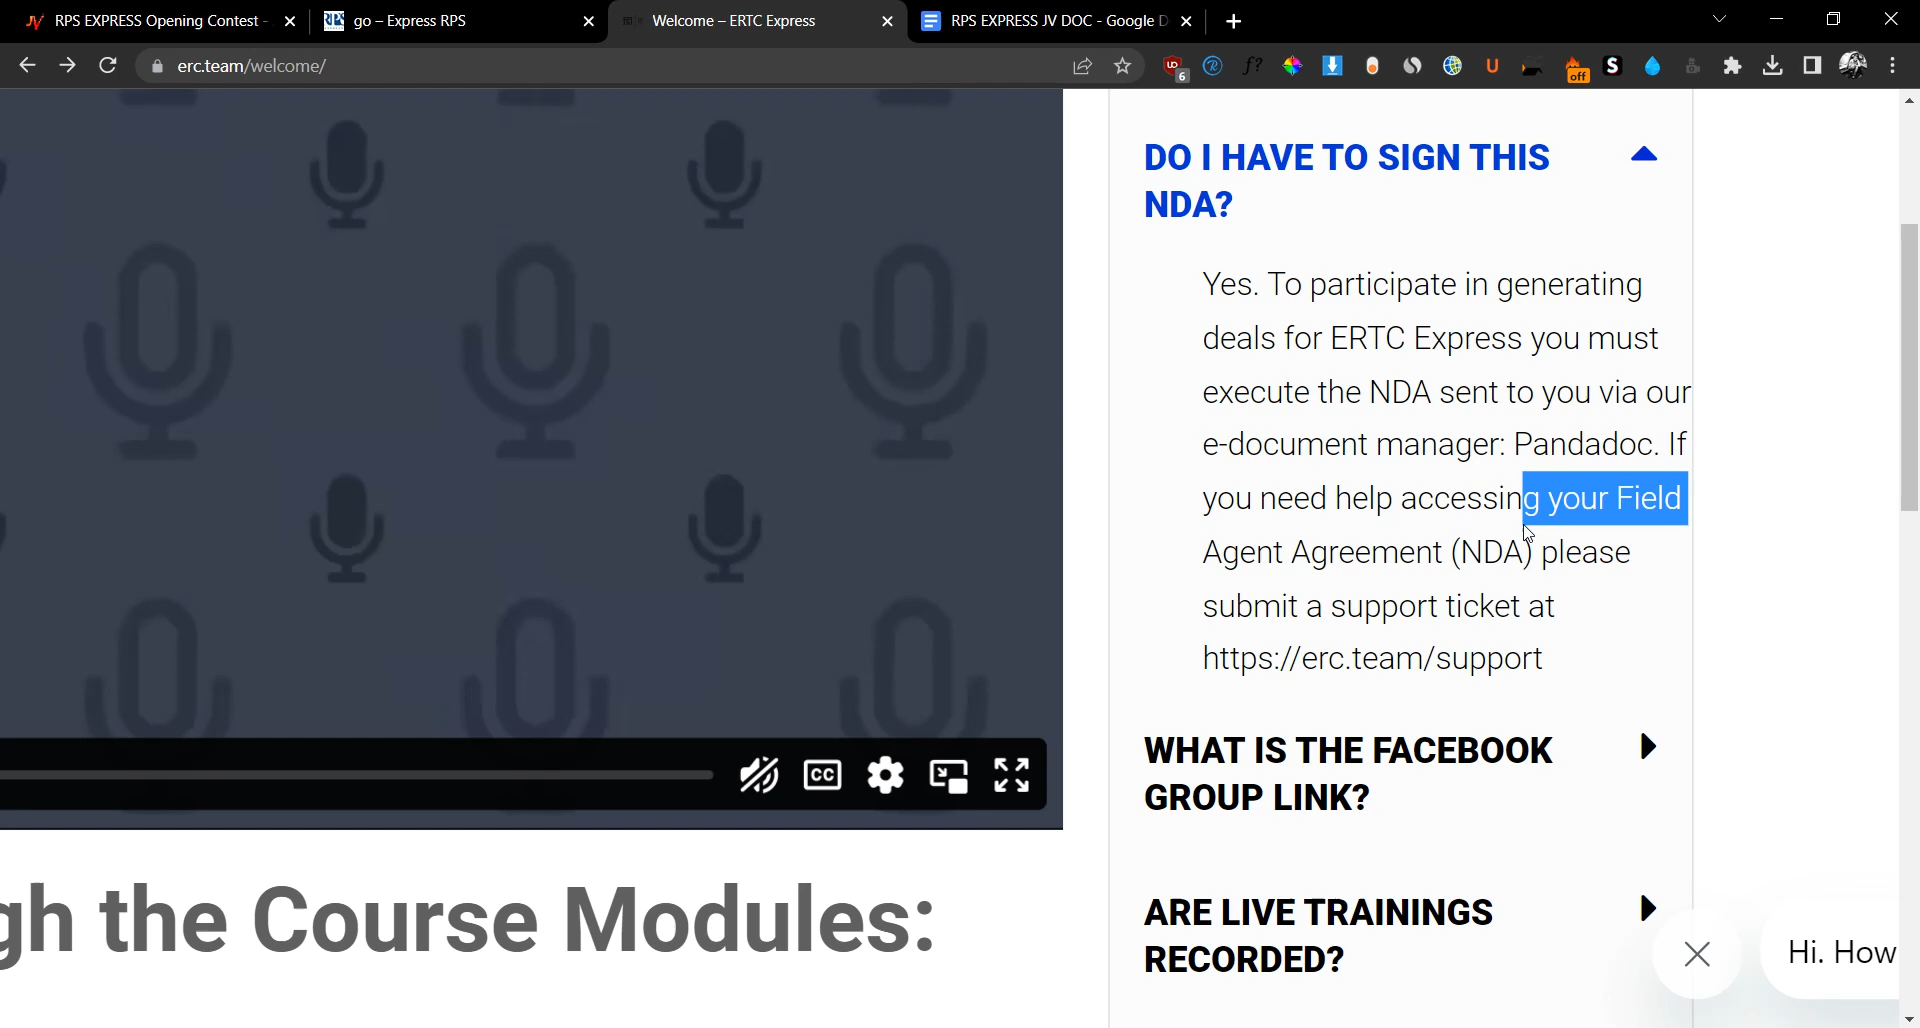 RPS EXPRESS Opening Contest -
go – Express RPS
Welcome – ERTC Express
RPS EXPRESS JV DOC - Google D
erc.team/welcome/
6
off
DO I HAVE TO SIGN THIS
NDA?
Yes. To participate in generating
deals for ERTC Express you must
execute the NDA sent to you via our
e-document manager: Pandadoc. If
you need help accessing your Field
Agent Agreement (NDA) please
submit a support ticket at
https://erc.team/support
WHAT IS THE FACEBOOK
GROUP LINK?
ARE LIVE TRAININGS
RECORDED?
CC
gh the Course Modules:
Hi. How